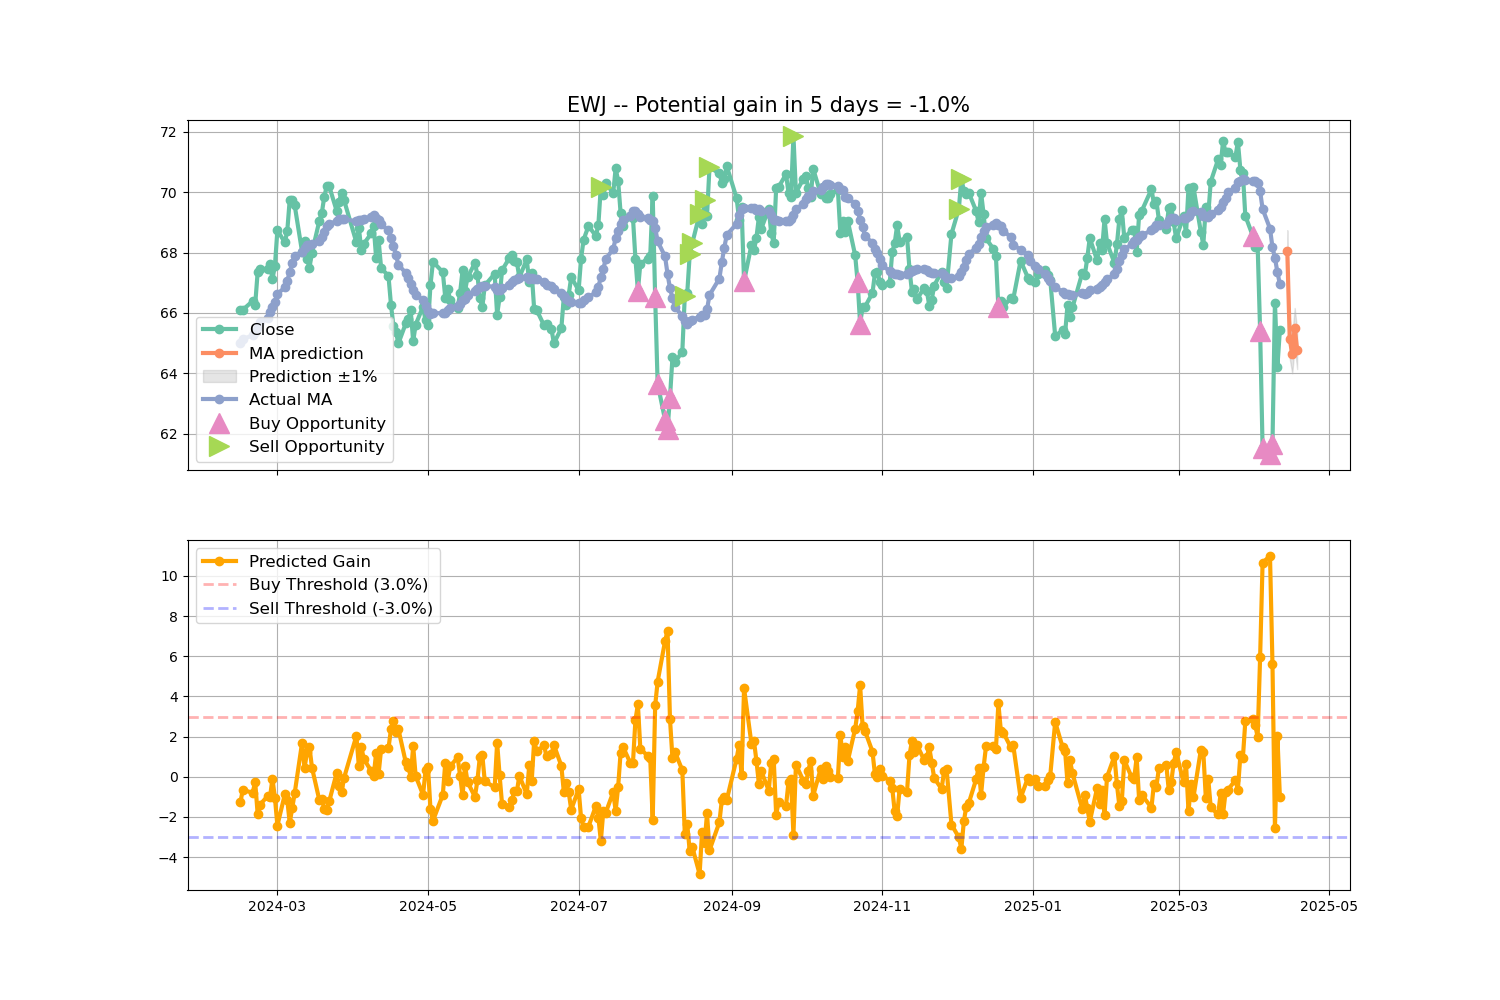 EWJ -- Potential gain in 5 days = -1.0%
72
70
68
66
64
62
Close
MA prediction
Prediction ±1%
Actual MA
Buy Opportunity
Sell Opportunity
10
8
6
4
2
0
−2
−4
Predicted Gain
Buy Threshold (3.0%)
Sell Threshold (-3.0%)
2024-03 2024-05 2024-07 2024-09 2024-11 2025-01 2025-03 2025-05